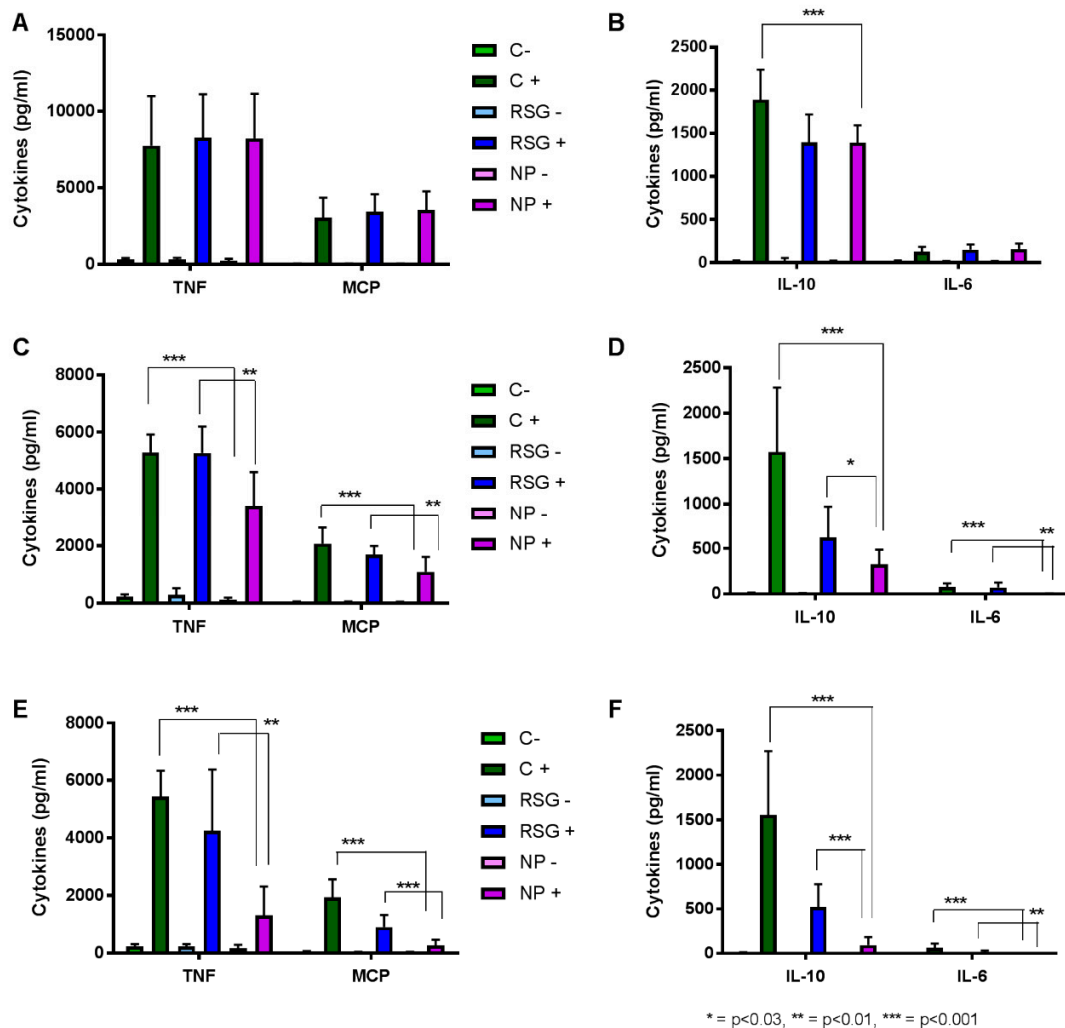 A
Cytokines (pg/ml)
15000
10000
5000
0
TNF
MCP
C-
C +
RSG -
RSG +
NP -
NP +
B
Cytokines (pg/ml)
2500
2000
1500
1000
500
0
***
IL-10
IL-6
C
Cytokines (pg/ml)
8000
6000
4000
2000
0
***
**
***
**
TNF
MCP
C-
C +
RSG -
RSG +
NP -
NP +
D
Cytokines (pg/ml)
2500
2000
1500
1000
500
0
***
*
***
**
IL-10
IL-6
E
Cytokines (pg/ml)
8000
6000
4000
2000
0
***
**
***
***
TNF
MCP
C-
C +
RSG -
RSG +
NP -
NP +
F
Cytokines (pg/ml)
2500
2000
1500
1000
500
0
***
***
***
**
IL-10
IL-6
* = p<0.03, ** = p<0.01, *** = p<0.001